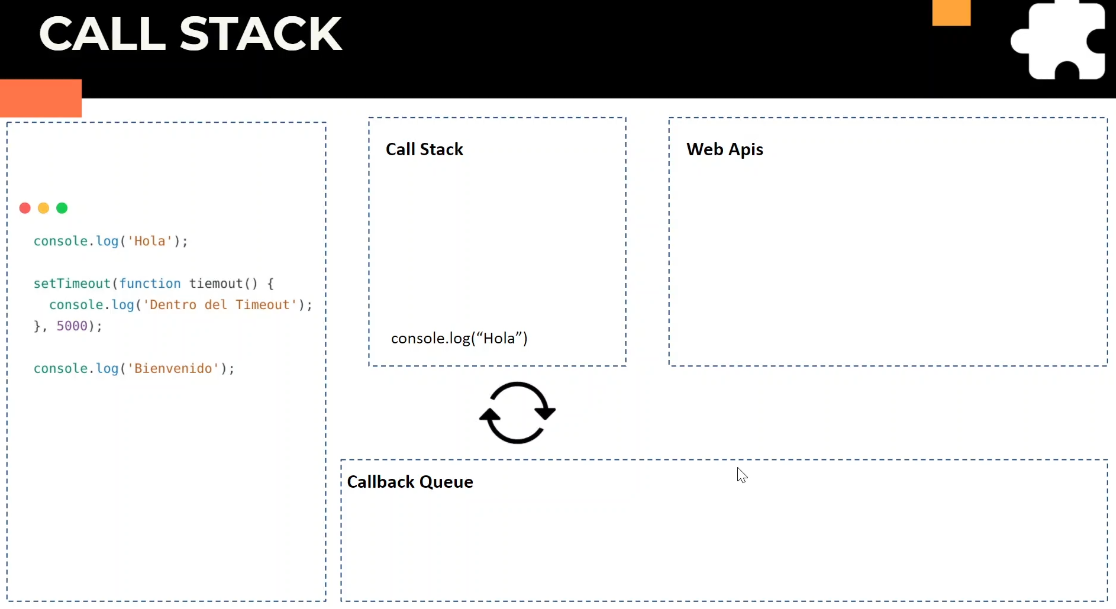 CALL STACK
console.log('Hola');
setTimeout(function tiemout() {
console.log('Dentro del Timeout');
}, 5000);
console.log('Bienvenido');
Call Stack
console.log(“Hola”)
Web Apis
Callback Queue